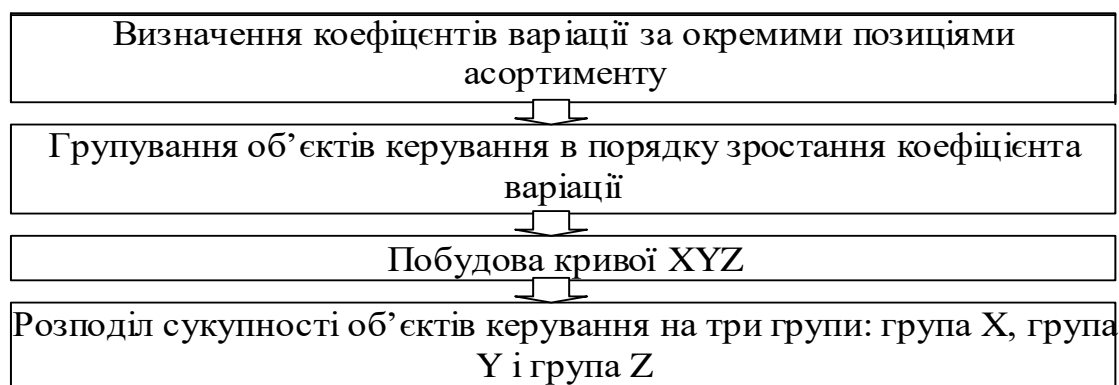 Визначення коефіцєнтів варіації за окремими позиціями
асортименту
Групування об’єктів керування в порядку зростання коефіцієнта
варіації
Побудова кривої XYZ
Розподіл сукупності об’єктів керування на три групи: група X, група
Y і група Z